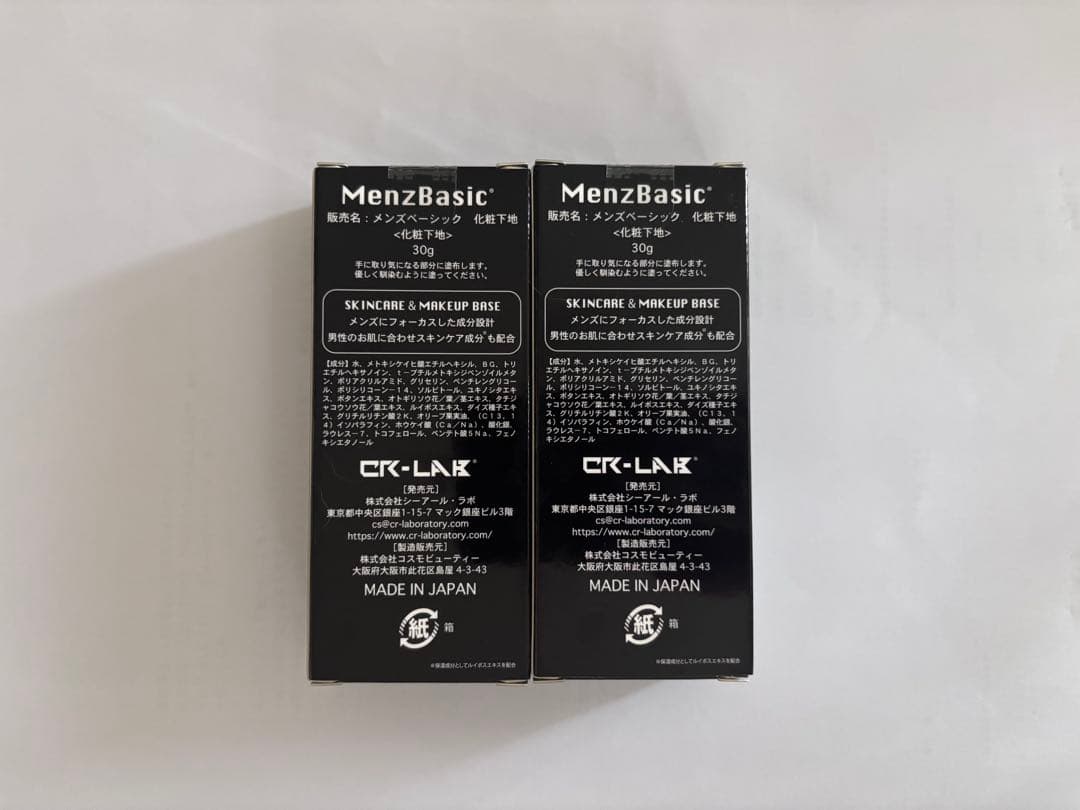 MenzBasic®
販売名：メンズベーシック 化粧下地
<化粧下地>
30g
手に取り気になる部分に塗布します。
優しく馴染むように塗ってください。
SKINCARE & MAKEUP BASE
メンズにフォーカスした成分設計
男性のお肌に合わせスキンケア成分※も配合
【成分】水、メトキシケイヒ酸エチルヘキシル、BG、トリ
エチルヘキサノイン、t－ブチルメトキシジベンゾイルメタ
ン、ポリアクリルアミド、グリセリン、ペンチレングリコー
ル、ポリシリコーン－14、ソルビトール、ユキノシタエキ
ス、ボタンエキス、オトギリソウ花／葉／茎エキス、タチジ
ャコウソウ花／葉エキス、ルイボスエキス、ダイズ種子エキ
ス、グリチルリチン酸2K、オリーブ果実油、（C13，1
4）イソパラフィン、ホウケイ酸（Ca／Na）、酸化銀、
ラウレス－7、トコフェロール、ペンテト酸5Na、フェノ
キシエタノール
CR-LAB®
［発売元］
株式会社シーアール・ラボ
東京都中央区銀座1-15-7 マック銀座ビル3階
cs@cr-laboratory.com
https://www.cr-laboratory.com/
［製造販売元］
株式会社コスモビューティー
大阪府大阪市此花区島屋 4-3-43
MADE IN JAPAN
紙 箱
※保湿成分としてルイボスエキスを配合
MenzBasic®
販売名：メンズベーシック 化粧下地
<化粧下地>
30g
手に取り気になる部分に塗布します。
優しく馴染むように塗ってください。
SKINCARE & MAKEUP BASE
メンズにフォーカスした成分設計
男性のお肌に合わせスキンケア成分※も配合
【成分】水、メトキシケイヒ酸エチルヘキシル、BG、トリ
エチルヘキサノイン、t－ブチルメトキシジベンゾイルメタ
ン、ポリアクリルアミド、グリセリン、ペンチレングリコー
ル、ポリシリコーン－14、ソルビトール、ユキノシタエキ
ス、ボタンエキス、オトギリソウ花／葉／茎エキス、タチジ
ャコウソウ花／葉エキス、ルイボスエキス、ダイズ種子エキ
ス、グリチルリチン酸2K、オリーブ果実油、（C13，1
4）イソパラフィン、ホウケイ酸（Ca／Na）、酸化銀、
ラウレス－7、トコフェロール、ペンテト酸5Na、フェノ
キシエタノール
CR-LAB®
［発売元］
株式会社シーアール・ラボ
東京都中央区銀座1-15-7 マック銀座ビル3階
cs@cr-laboratory.com
https://www.cr-laboratory.com/
［製造販売元］
株式会社コスモビューティー
大阪府大阪市此花区島屋 4-3-43
MADE IN JAPAN
紙 箱
※保湿成分としてルイボスエキスを配合